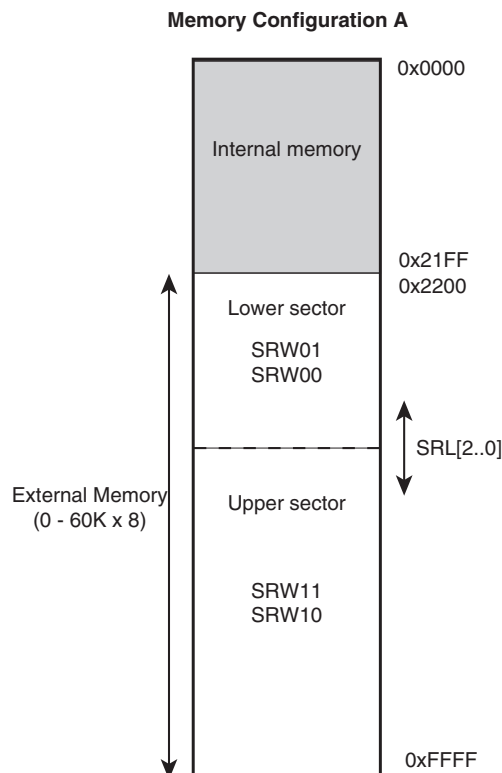 Memory Configuration A
0x0000
Internal memory
0x21FF
0x2200
Lower sector
SRW01
SRW00
SRL[2..0]
External Memory
(0 - 60K x 8)
Upper sector
SRW11
SRW10
0xFFFF